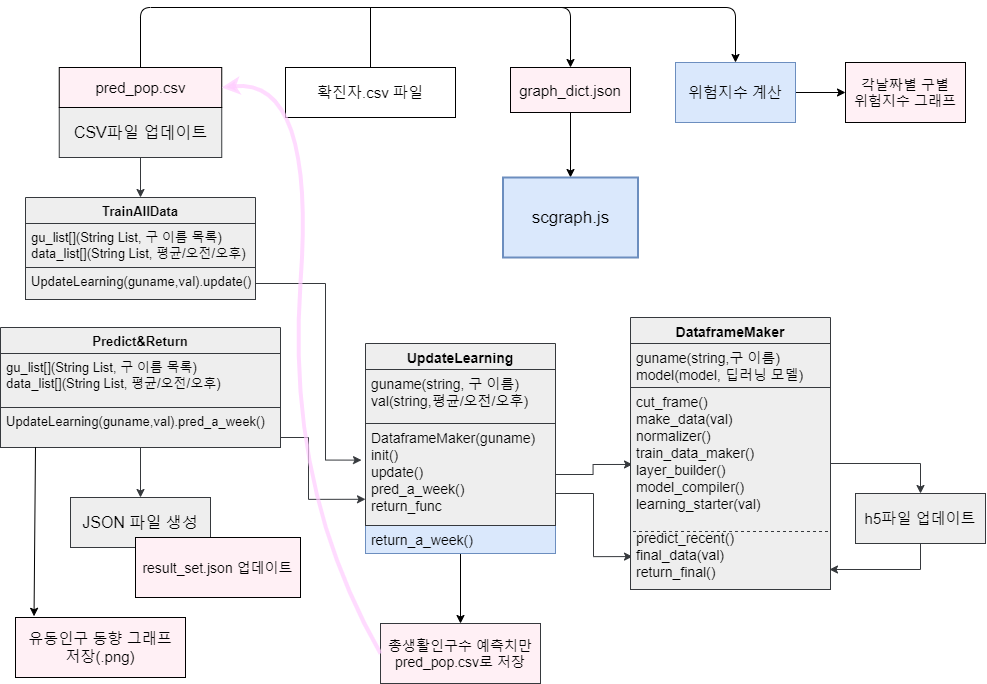 pred_pop.csv
CSV파일 업데이트
확진자.csv 파일
graph_dict.json
위험지수 계산
각날짜별 구별
위험지수 그래프
scgraph.js
TrainAllData
gu_list[](String List, 구 이름 목록)
data_list[](String List, 평균/오전/오후)
UpdateLearning(guname,val).update()
Predict&Return
gu_list[](String List, 구 이름 목록)
data_list[](String List, 평균/오전/오후)
UpdateLearning(guname,val).pred_a_week()
JSON 파일 생성
result_set.json 업데이트
유동인구 동향 그래프
저장(.png)
UpdateLearning
guname(string, 구 이름)
val(string,평균/오전/오후)
DataframeMaker(guname)
init()
update()
pred_a_week()
return_func
return_a_week()
총생활인구수 예측치만
pred_pop.csv로 저장
DataframeMaker
guname(string,구 이름)
model(model, 딥러닝 모델)
cut_frame()
make_data(val)
normalizer()
train_data_maker()
layer_builder()
model_compiler()
learning_starter(val)
predict_recent()
final_data(val)
return_final()
h5파일 업데이트